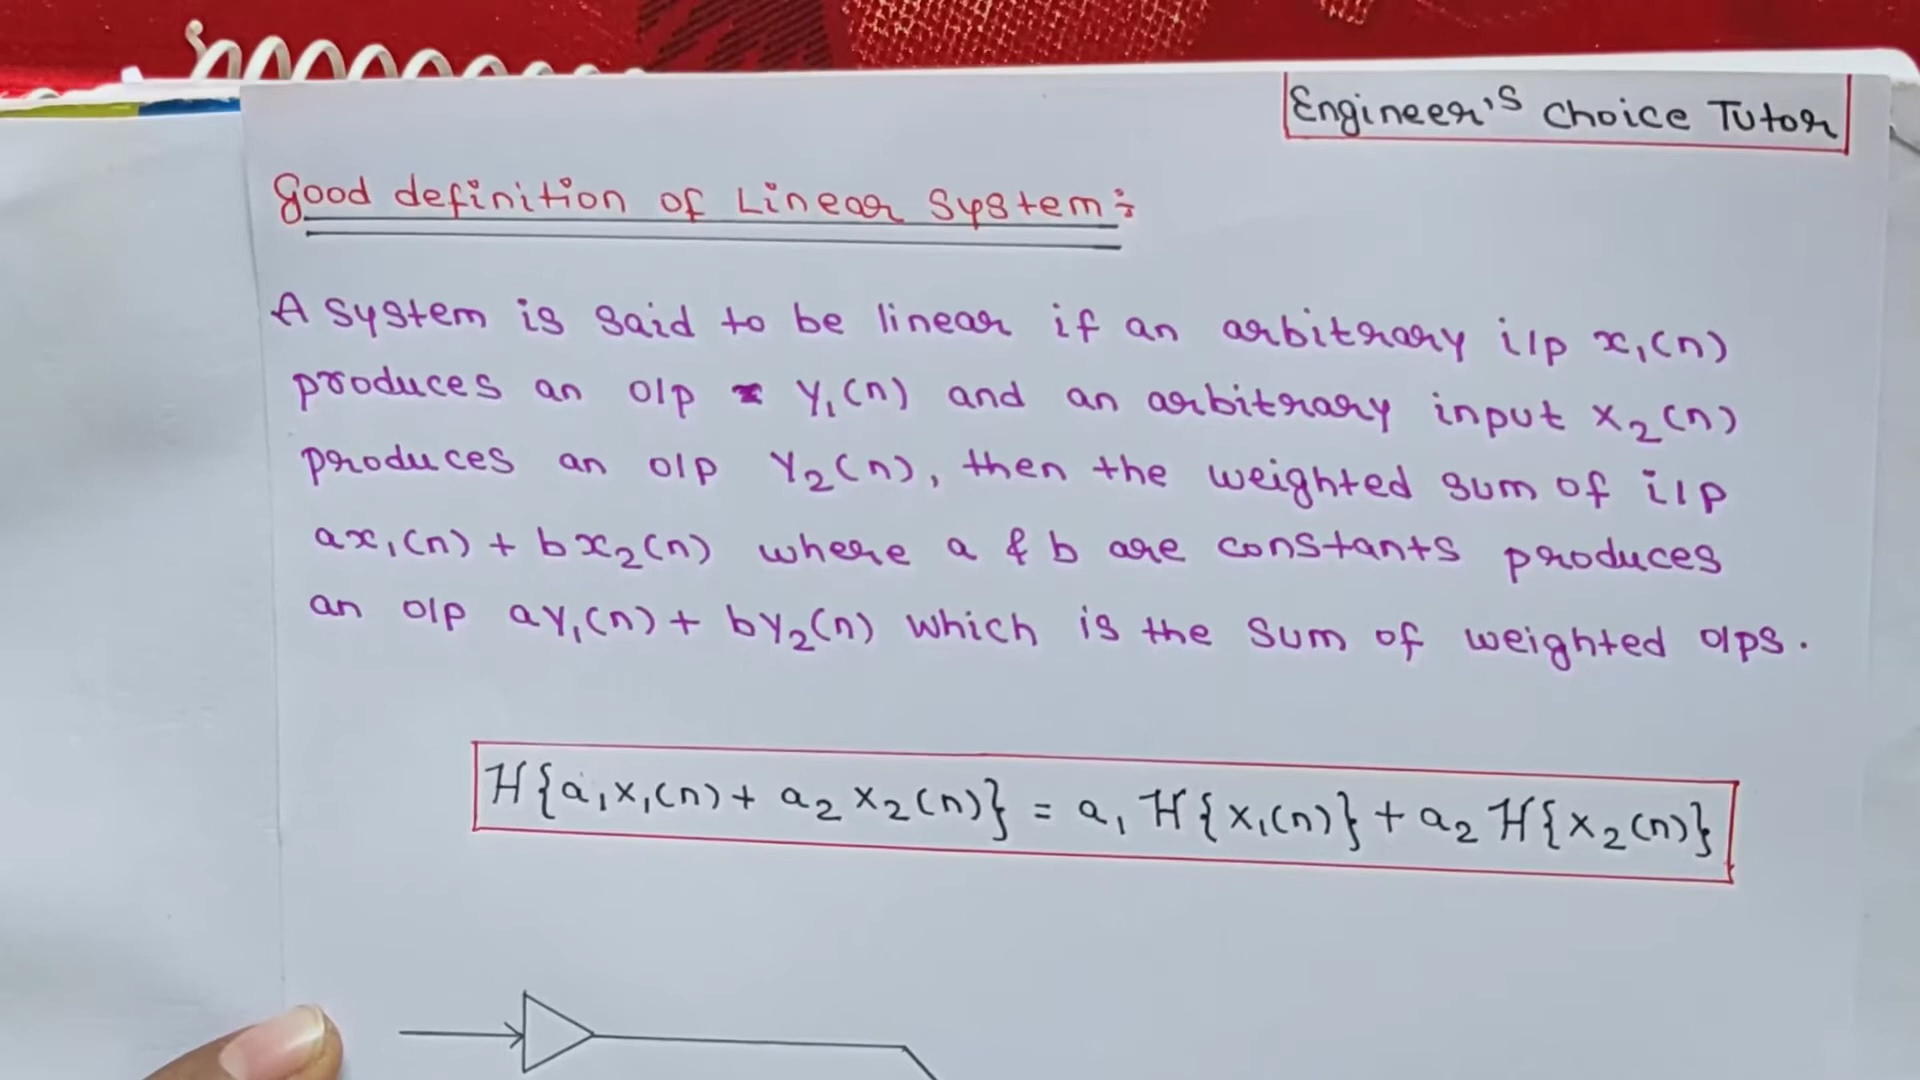 Engineer's Choice Tutor
Good definition of Linear System:
A system is said to be linear if an arbitrary i/p x₁(n)
produces an o/p y₁(n) and an arbitrary input x₂(n)
produces an o/p y₂(n), then the weighted sum of i/p
ax₁(n) + bx₂(n) where a & b are constants produces
an o/p ay₁(n) + by₂(n) which is the sum of weighted o/ps.
H{a₁x₁(n) + a₂x₂(n)} = a₁H{x₁(n)} + a₂H{x₂(n)}